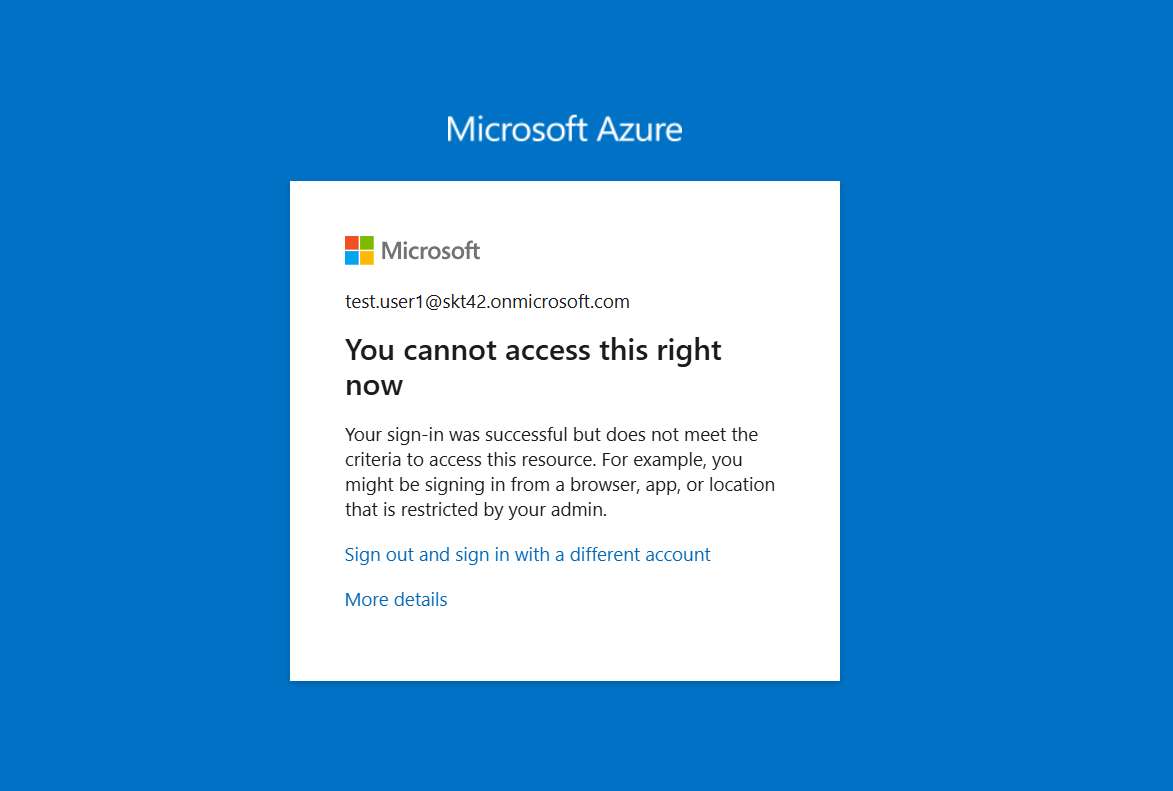 Microsoft Azure
Microsoft
test.user1@skt42.onmicrosoft.com
You cannot access this right
now
Your sign-in was successful but does not meet the
criteria to access this resource. For example, you
might be signing in from a browser, app, or location
that is restricted by your admin.
Sign out and sign in with a different account
More details